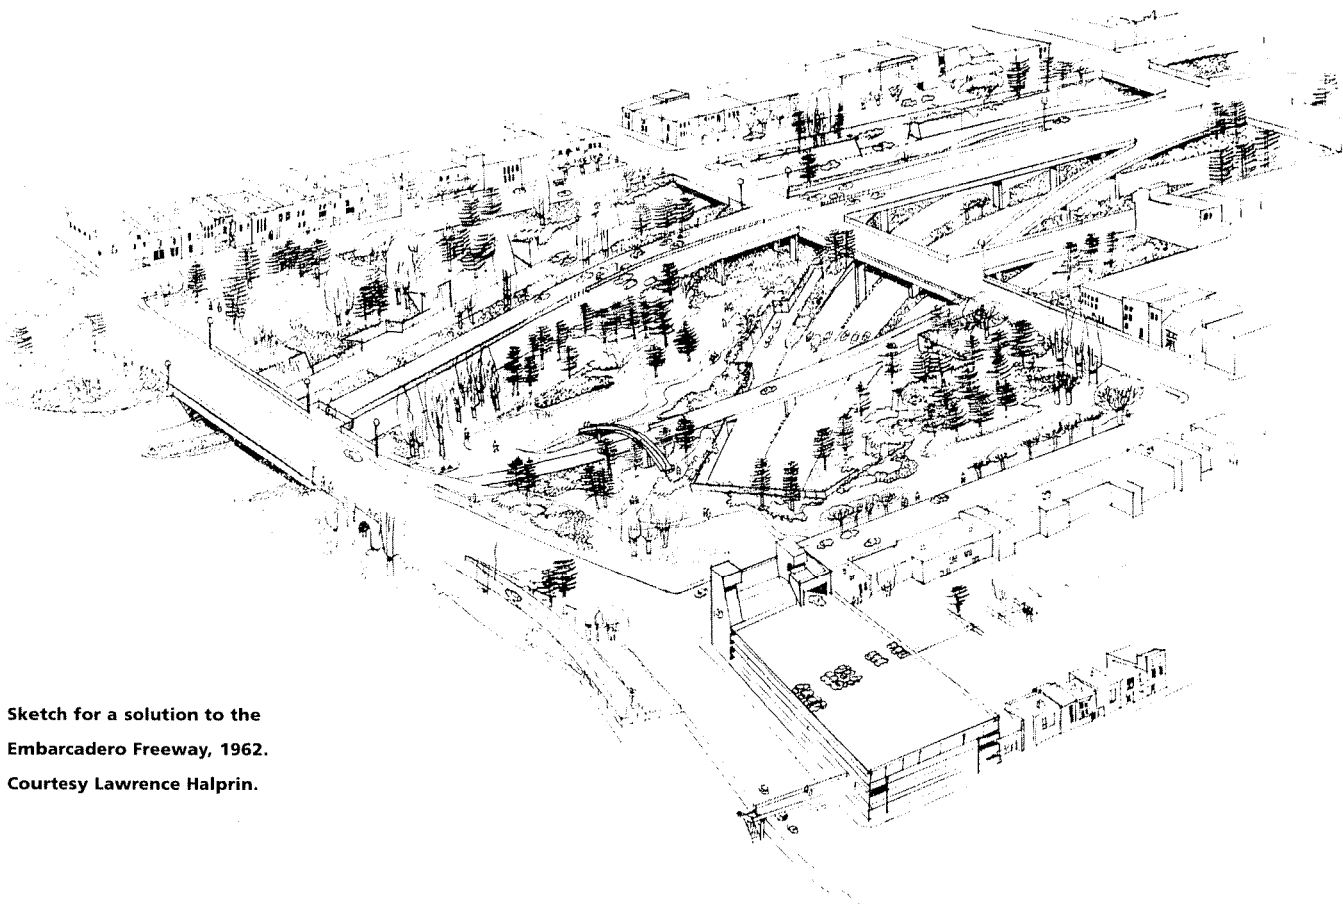 Sketch for a solution to the
Embarcadero Freeway, 1962.
Courtesy Lawrence Halprin.